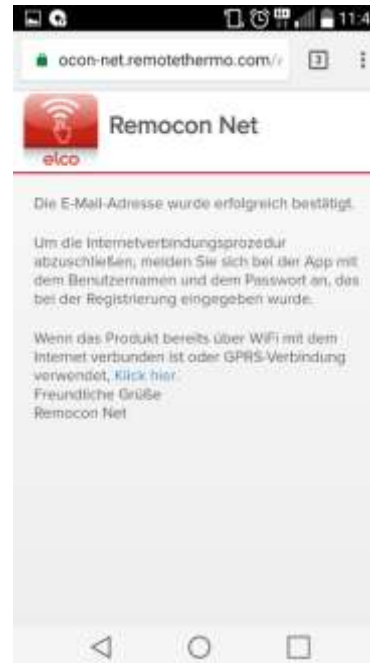 11:4
ocon-net.remotethermo.com/
3
Remocon Net
elco
Die E-Mail-Adresse wurde erfolgreich bestätigt.
Um die Internetverbindungsprozedur
abzuschließen, melden Sie sich bei der App mit
dem Benutzernamen und dem Passwort an, das
bei der Registrierung eingegeben wurde.
Wenn das Produkt bereits über WiFi mit dem
Internet verbunden ist oder GPRS-Verbindung
verwendet, Klick hier.
Freundliche Grüße
Remocon Net